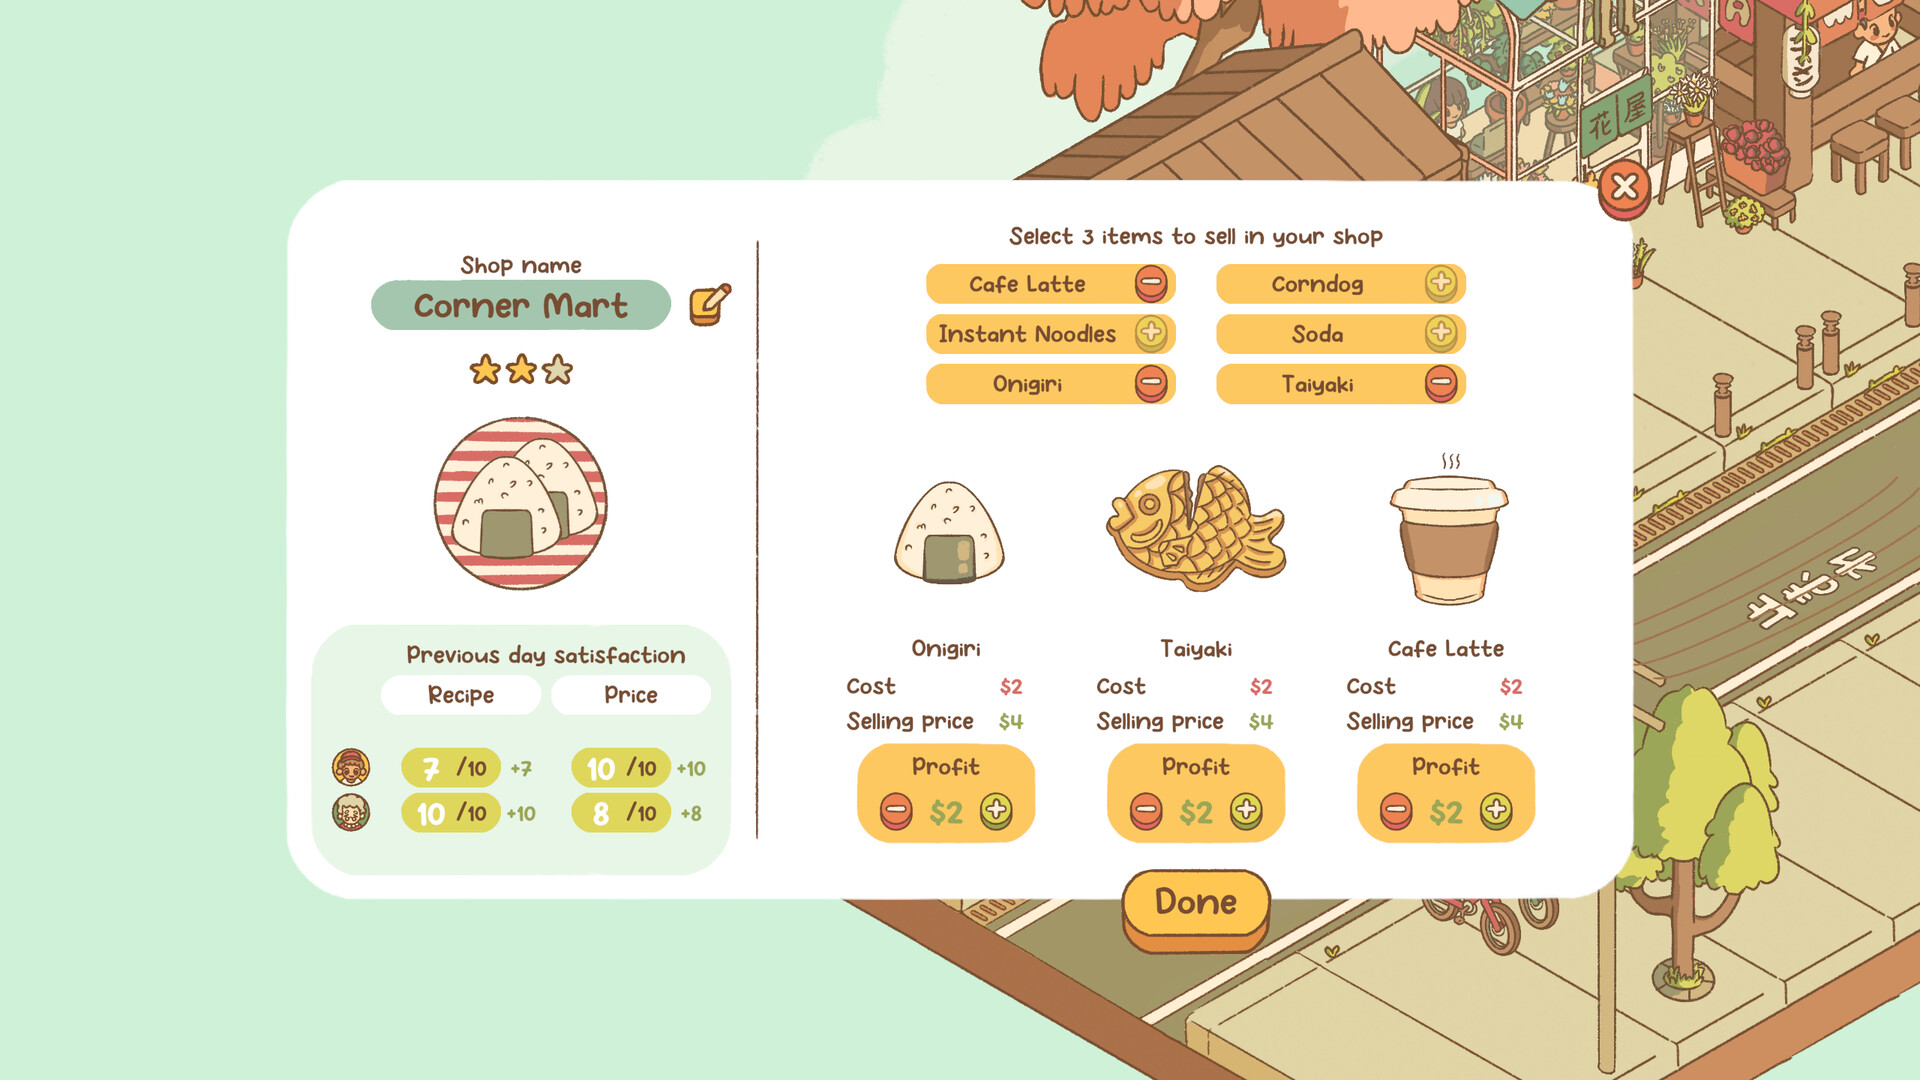 Shop name
Corner Mart
Previous day satisfaction
Recipe Price
7 /10 +7 10 /10 +10
10 /10 +10 8 /10 +8
Select 3 items to sell in your shop
Cafe Latte Corndog
Instant Noodles Soda
Onigiri Taiyaki
Onigiri Taiyaki Cafe Latte
Cost $2 Cost $2 Cost $2
Selling price $4 Selling price $4 Selling price $4
Profit Profit Profit
$2 $2 $2
Done
花屋